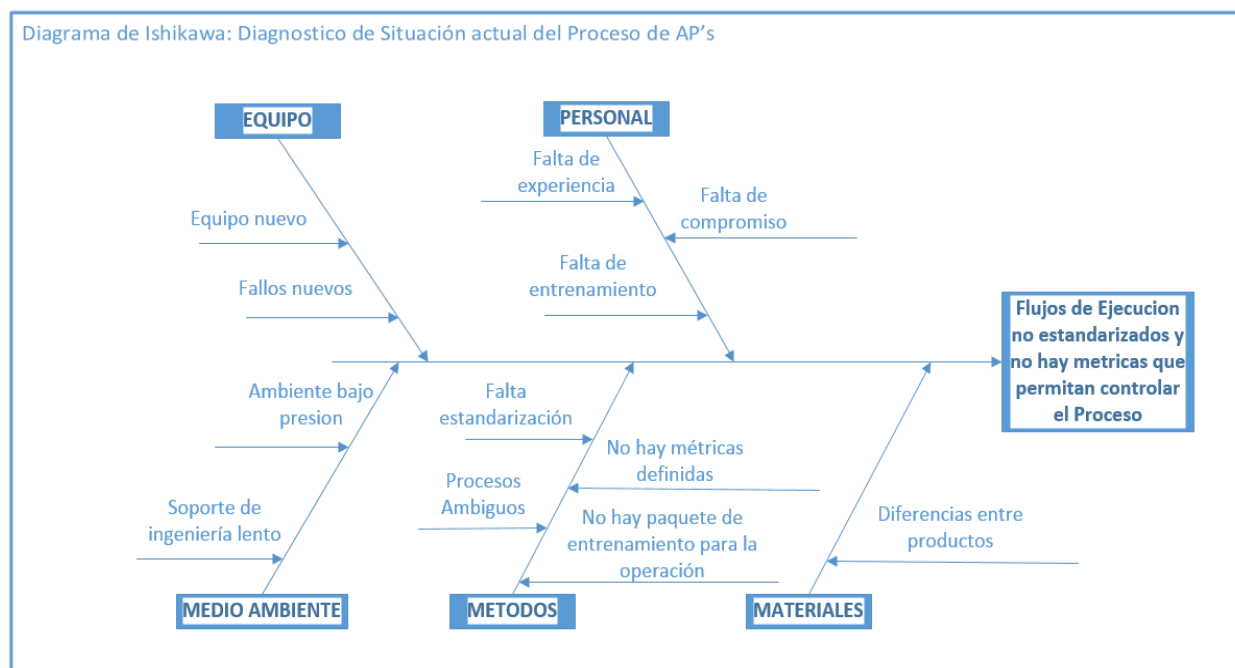 Diagrama de Ishikawa: Diagnostico de Situación actual del Proceso de AP's
EQUIPO
PERSONAL
Falta de
experiencia
Falta de
compromiso
Equipo nuevo
Falta de
entrenamiento
Fallos nuevos
Flujos de Ejecucion
no estandarizados y
no hay metricas que
permitan controlar
el Proceso
Ambiente bajo
presion
Falta
estandarización
No hay métricas
definidas
Procesos
Ambiguos
Soporte de
ingeniería lento
No hay paquete de
entrenamiento para la
operación
Diferencias entre
productos
MEDIO AMBIENTE
METODOS
MATERIALES